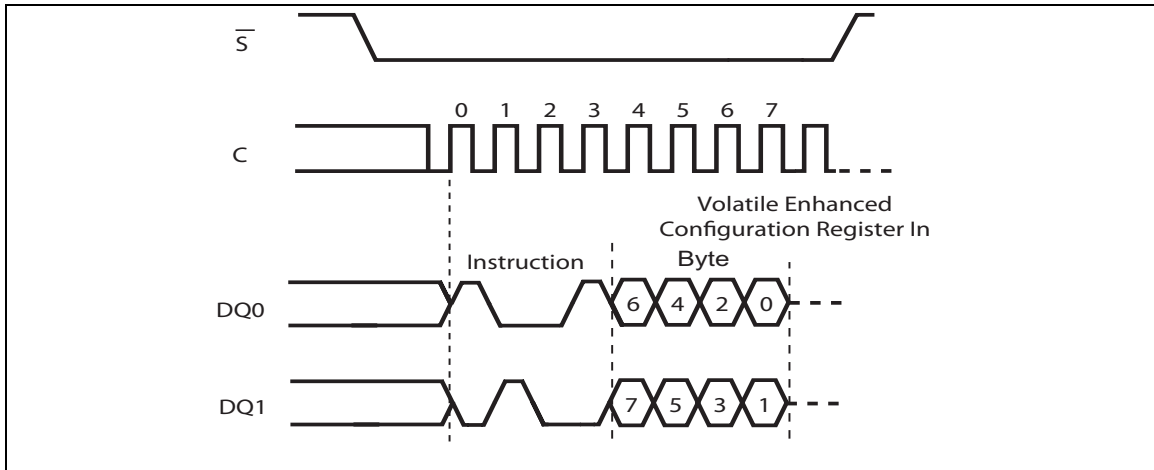 S
0 1 2 3 4 5 6 7
C
Volatile Enhanced
Configuration Register In
Byte
Instruction
DQ0
6 4 2 0
DQ1
7 5 3 1